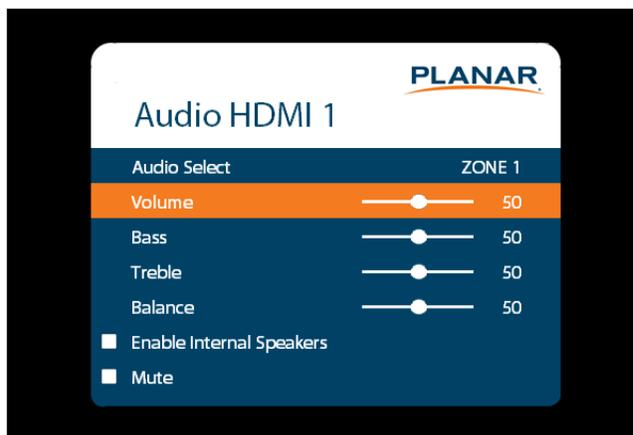 PLANAR
Audio HDMI 1
Audio Select ZONE 1
Volume 50
Bass 50
Treble 50
Balance 50
Enable Internal Speakers
Mute